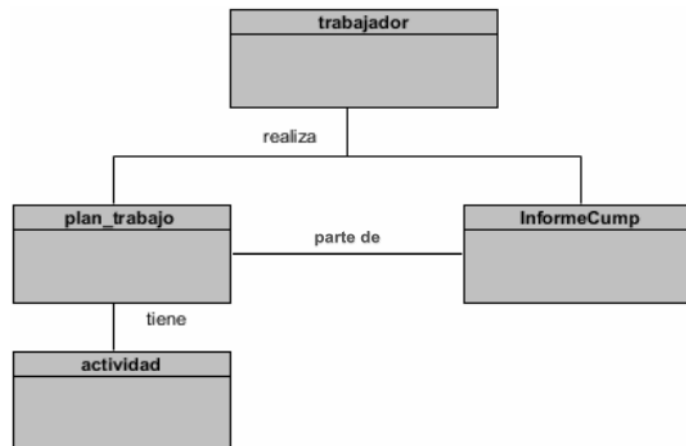 trabajador
realiza
plan_trabajo
InformeCump
parte de
tiene
actividad